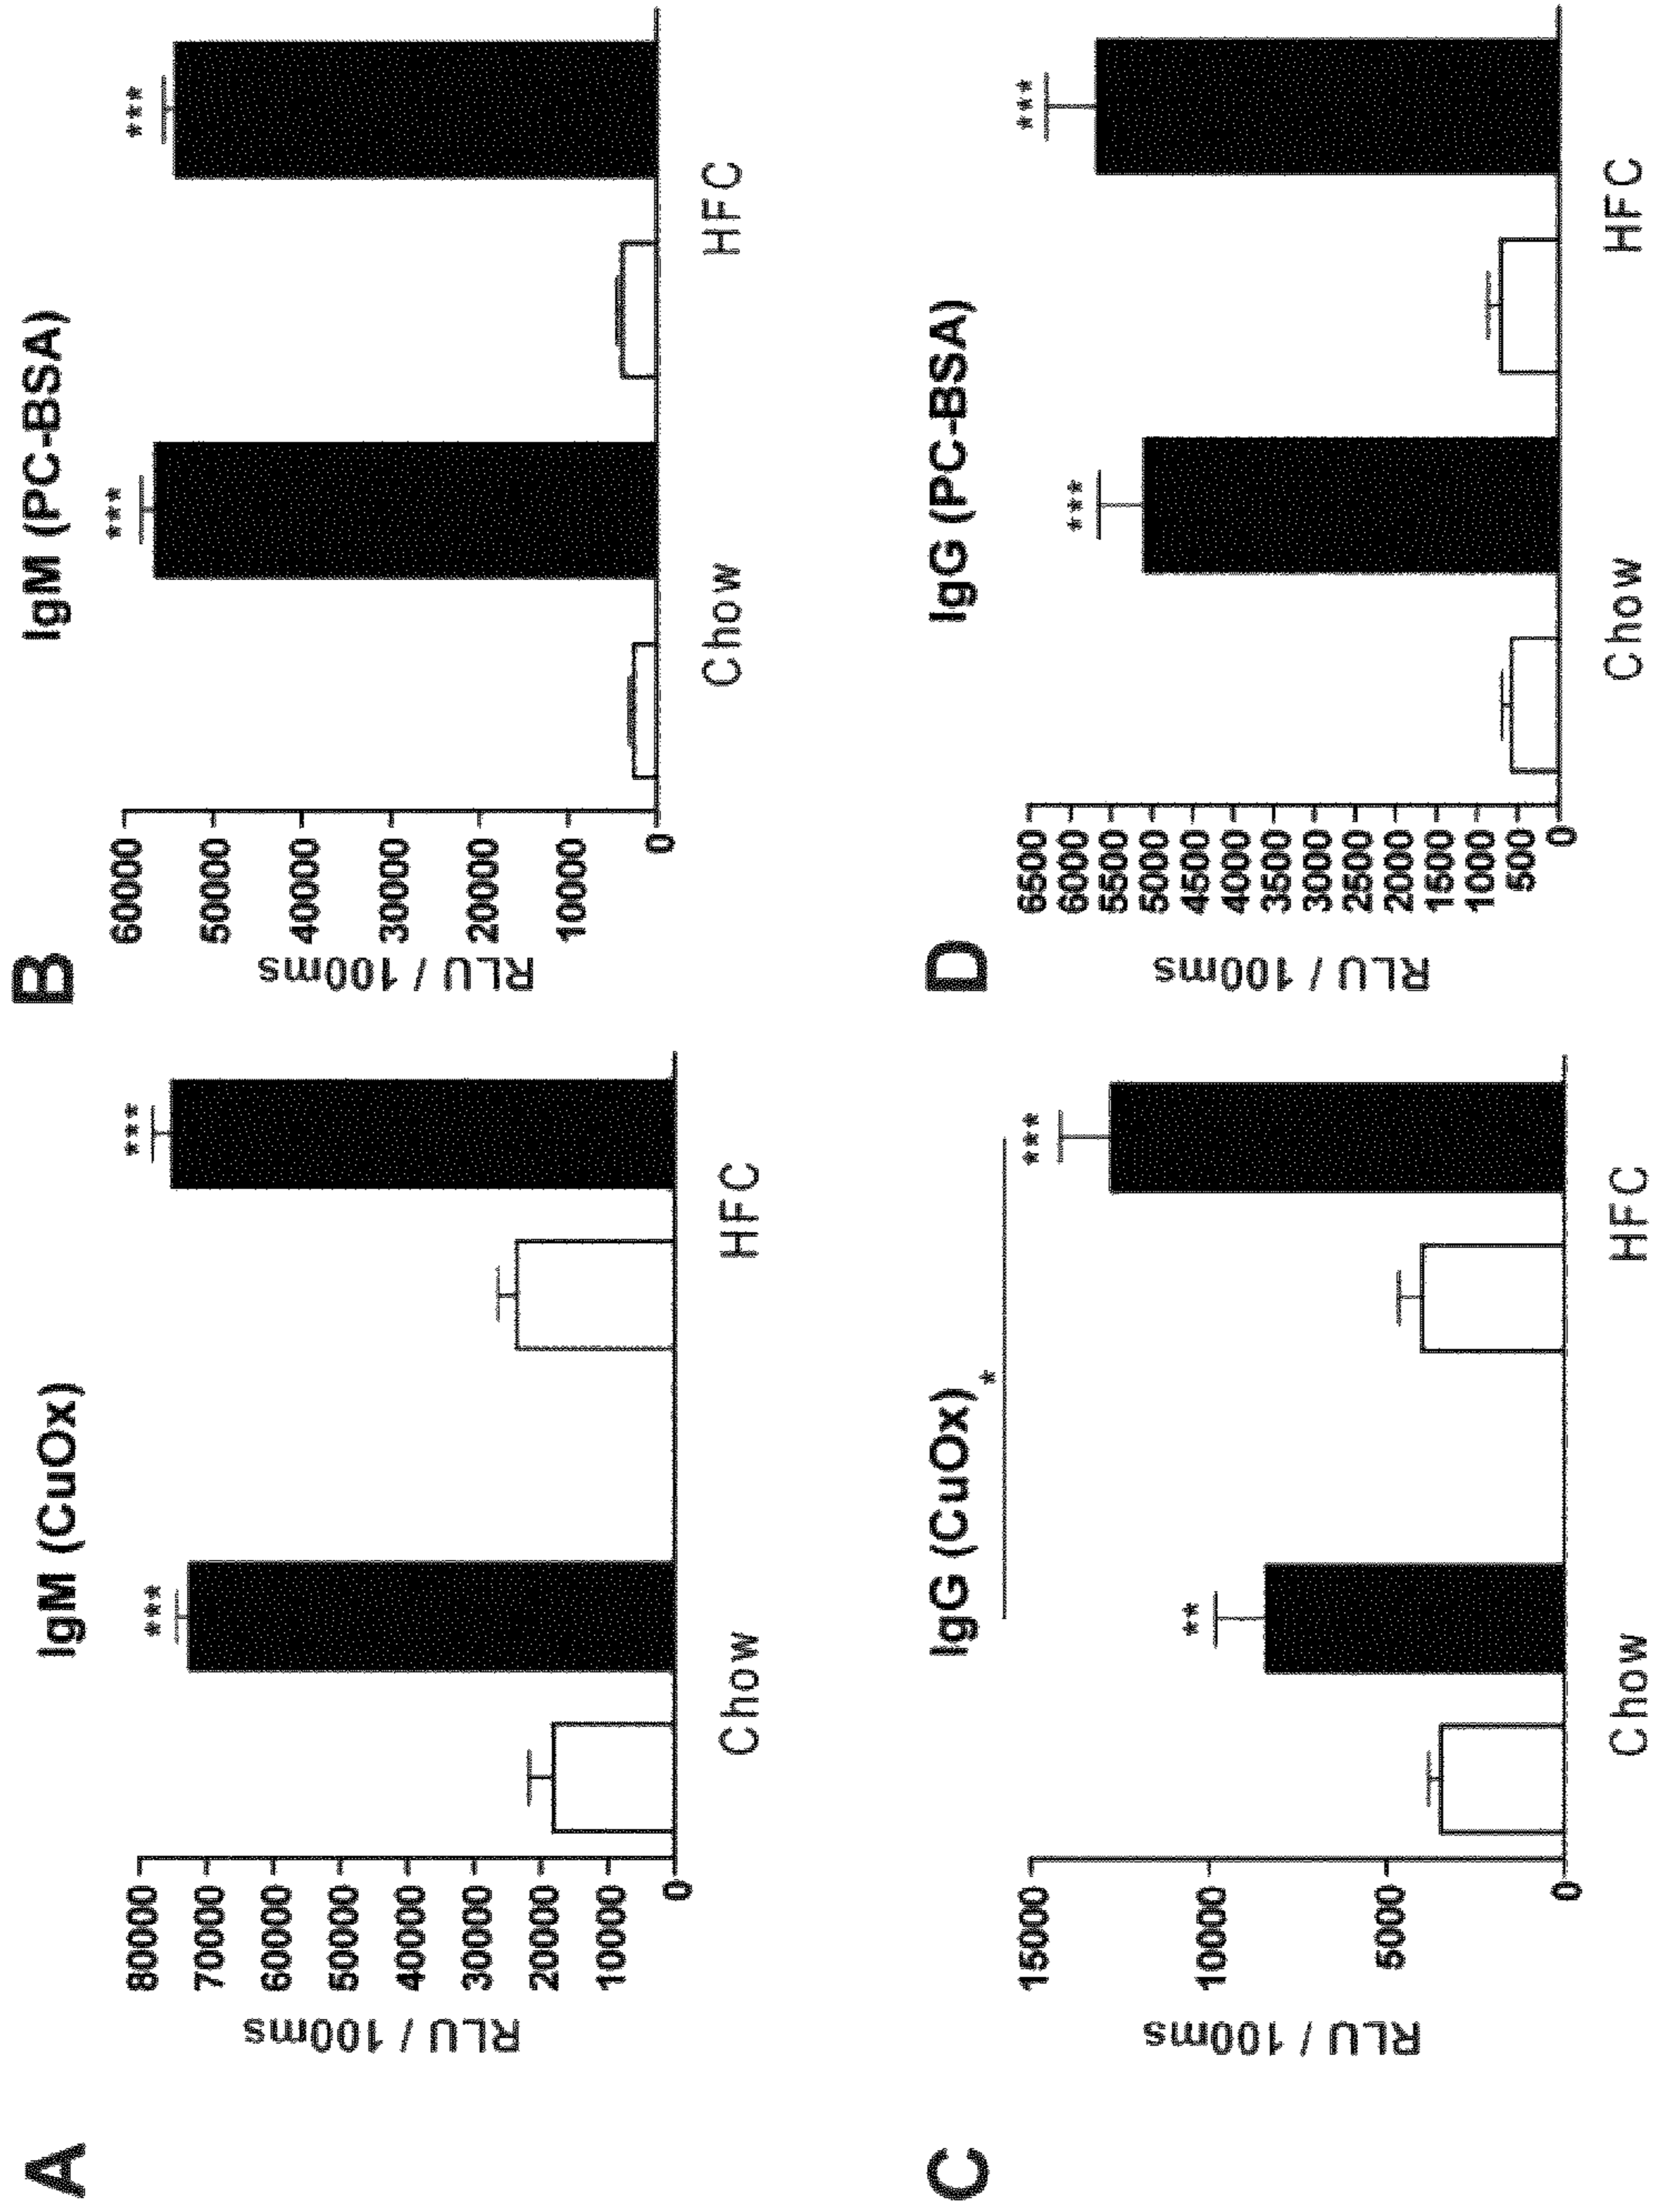 A
IgM (CuOx)
RLU / 100ms
80000
70000
60000
50000
40000
30000
20000
10000
0
***
***
Chow
HFC
B
IgM (PC-BSA)
RLU / 100ms
60000
50000
40000
30000
20000
10000
0
***
***
Chow
HFC
C
IgG (CuOx)
*
RLU / 100ms
15000
10000
5000
0
**
***
Chow
HFC
D
IgG (PC-BSA)
RLU / 100ms
6500
6000
5500
5000
4500
4000
3500
3000
2500
2000
1500
1000
500
0
***
***
Chow
HFC